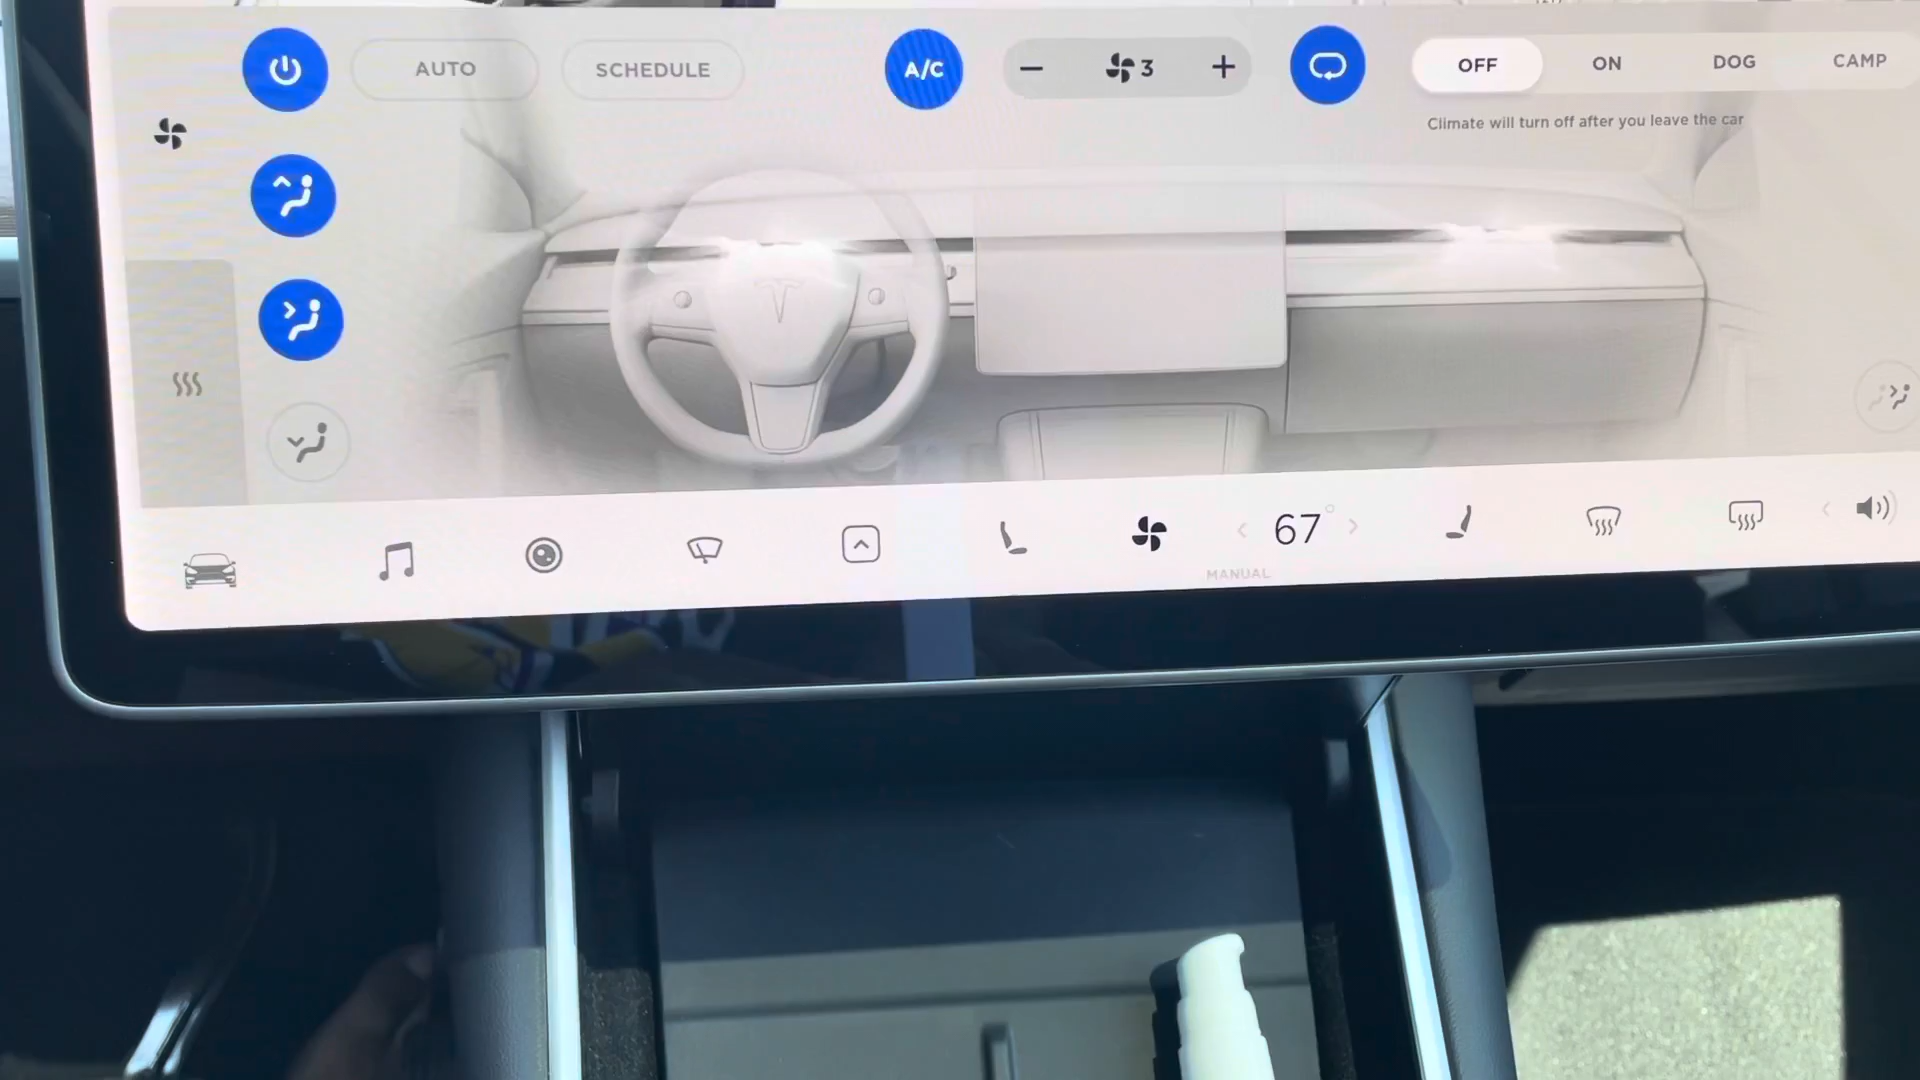 AUTO
SCHEDULE
A/C
3
OFF
ON
DOG
CAMP
Climate will turn off after you leave the car
67°
MANUAL